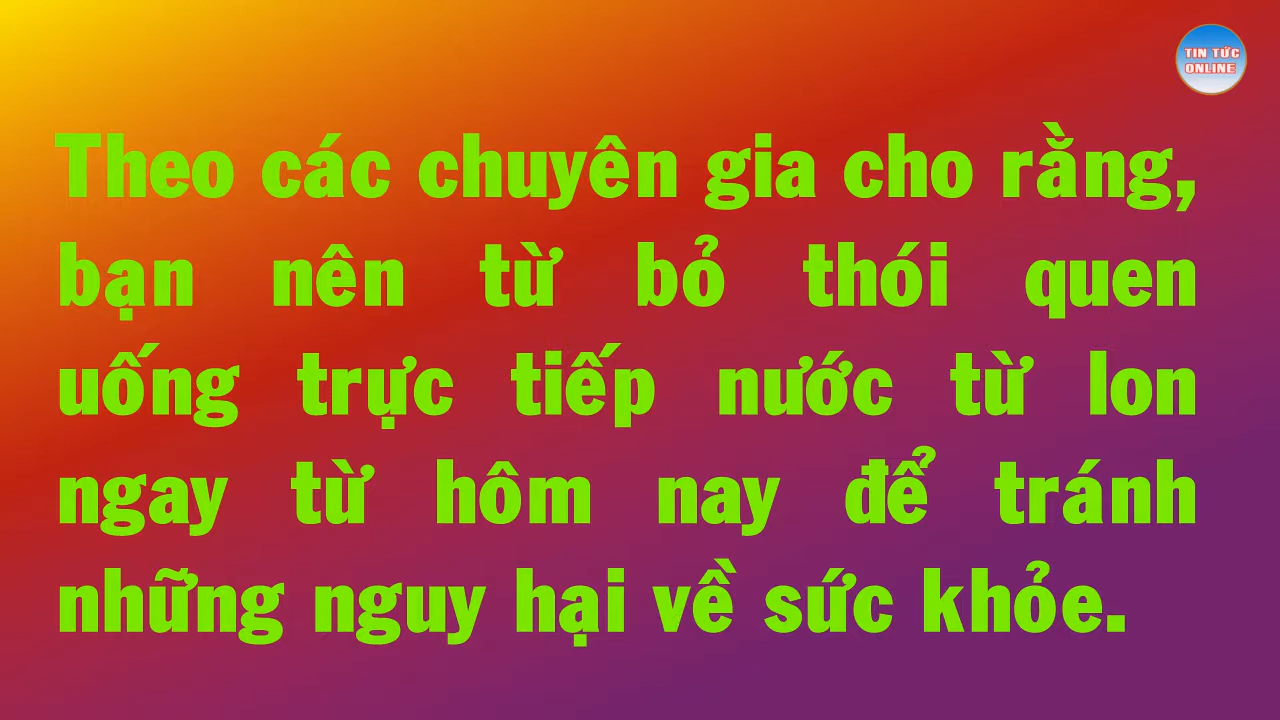 TIN TỨC
ONLINE
Theo các chuyên gia cho rằng,
bạn nên từ bỏ thói quen
uống trực tiếp nước từ lon
ngay từ hôm nay để tránh
những nguy hại về sức khỏe.